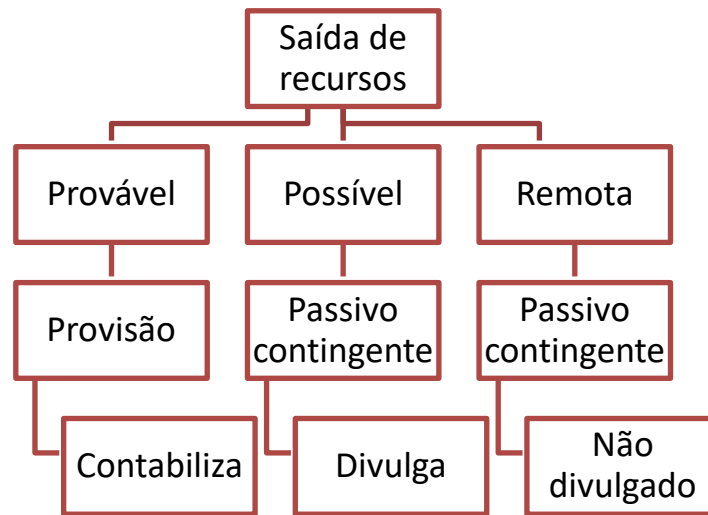 Saída de
recursos
Provável
Possível
Remota
Provisão
Passivo
contingente
Passivo
contingente
Contabiliza
Divulga
Não
divulgado